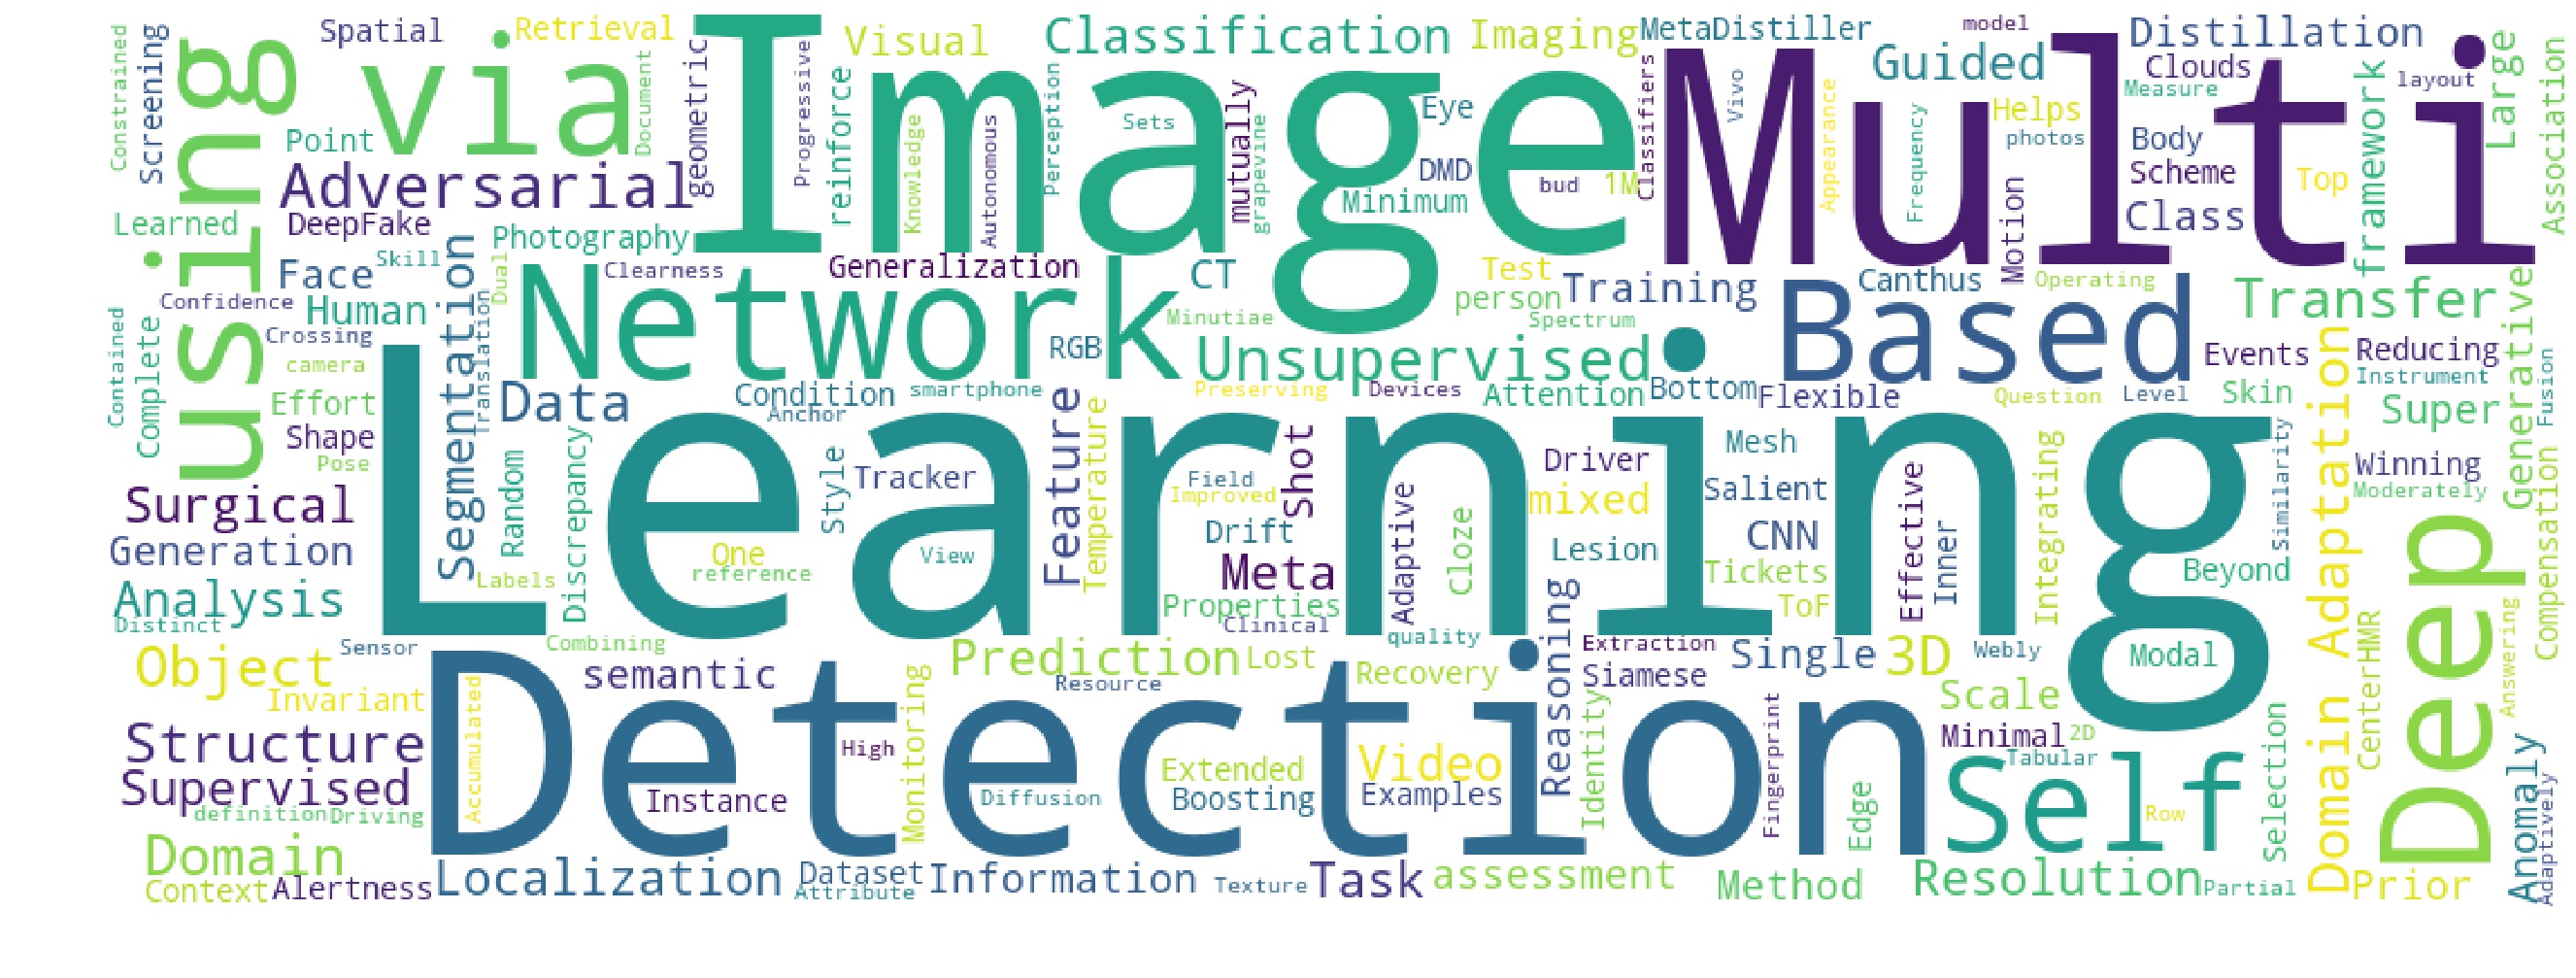 Constrained
Screening
using
Spatial
Retrieval
via
Document
geometric
Point
Adversarial
Learned
DeepFake
Photography
Image
Progressive
reinforce
Visual
Knowledge
Autonomous
Perception
Classification
Sets
mutually
grapevine
Eye
DMD
Minimum
Imaging
bud
1M
MetaDistiller
Classifiers
Multi
Vivo
Appearance
Guided
Frequency
model
Helps
photos
Motion
Distillation
Clouds
Measure
Body
Scheme
Class
Top
framework
layout
Large
Association
Face
Skill
Segmentation
Dual
Clearness
Network
Generalization
CT
Minutiae
Test
person
Spectrum
Training
Canthus
Operating
Based
Transfer
Generative
Confidence
Human
Translation
Crossing
camera
Contained
Complete
Effort
Shape
Pose
Data
Condition
Anchor
smartphone
RGB
Unsupervised
Preserving
Devices
Attention
Bottom
Flexible
Question
Level
Events
Skin
Domain Adaptation
Reducing
Instrument
Super
Fusion
Learning
Surgical
Generation
Analysis
Distinct
Random
Labels
Discrepancy
One
reference
Style
Tracker
View
Feature
Temperature
Field
Improved
Shot
Drift
Meta
Properties
Clinical
Adaptive
quality
Cloze
Driver
mixed
Lesion
Mesh
Salient
CNN
Tickets
ToF
Effective
Inner
Integrating
Similarity
Beyond
Modal
Winning
Moderately
Compensation
Deep
Sensor
Combining
Object
Invariant
semantic
Prediction
Lost
Resource
Recovery
Reasoning
Extraction
Siamese
Single
3D
Webly
Scale
CenterHMR
Answering
Structure
Supervised
definition
Driving
Accumulated
Detection
Instance
High
Monitoring
Diffusion
Extended
Boosting
Video
Examples
Identity
Fingerprint
Edge
Minimal
2D
Tabular
Self
Row
Selection
Anomaly
Adaptively
Domain
Context
Alertness
Localization
Dataset
Attribute
Information
Texture
Task
assessment
Method
Resolution
Partial
Prior